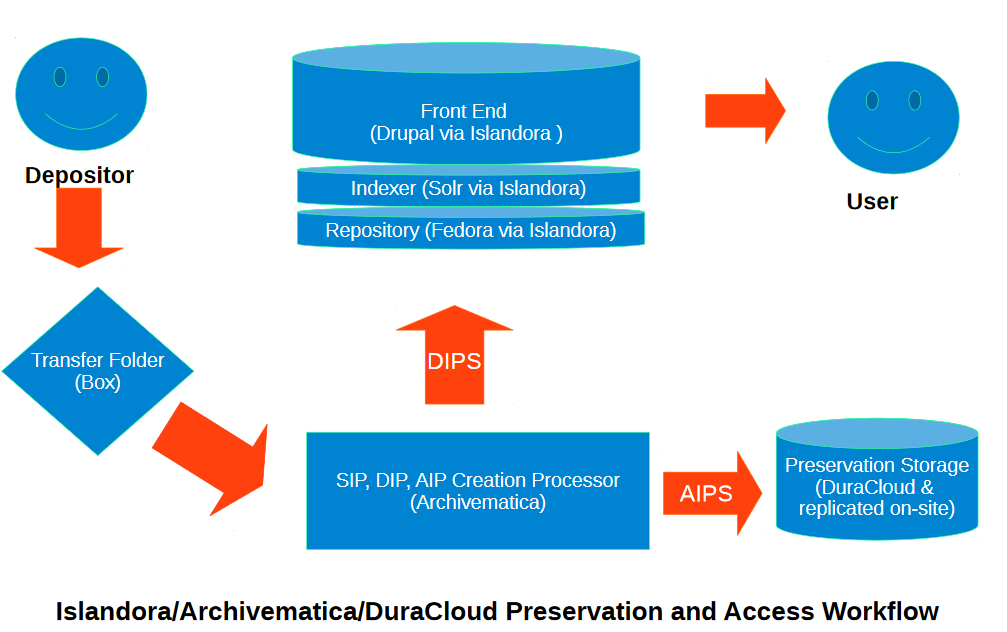 Depositor
Front End
(Drupal via Islandora )
Indexer (Solr via Islandora)
Repository (Fedora via Islandora)
User
Transfer Folder
(Box)
DIPS
SIP, DIP, AIP Creation Processor
(Archivematica)
AIPS
Preservation Storage
(DuraCloud &
replicated on-site)
Islandora/Archivematica/DuraCloud Preservation and Access Workflow